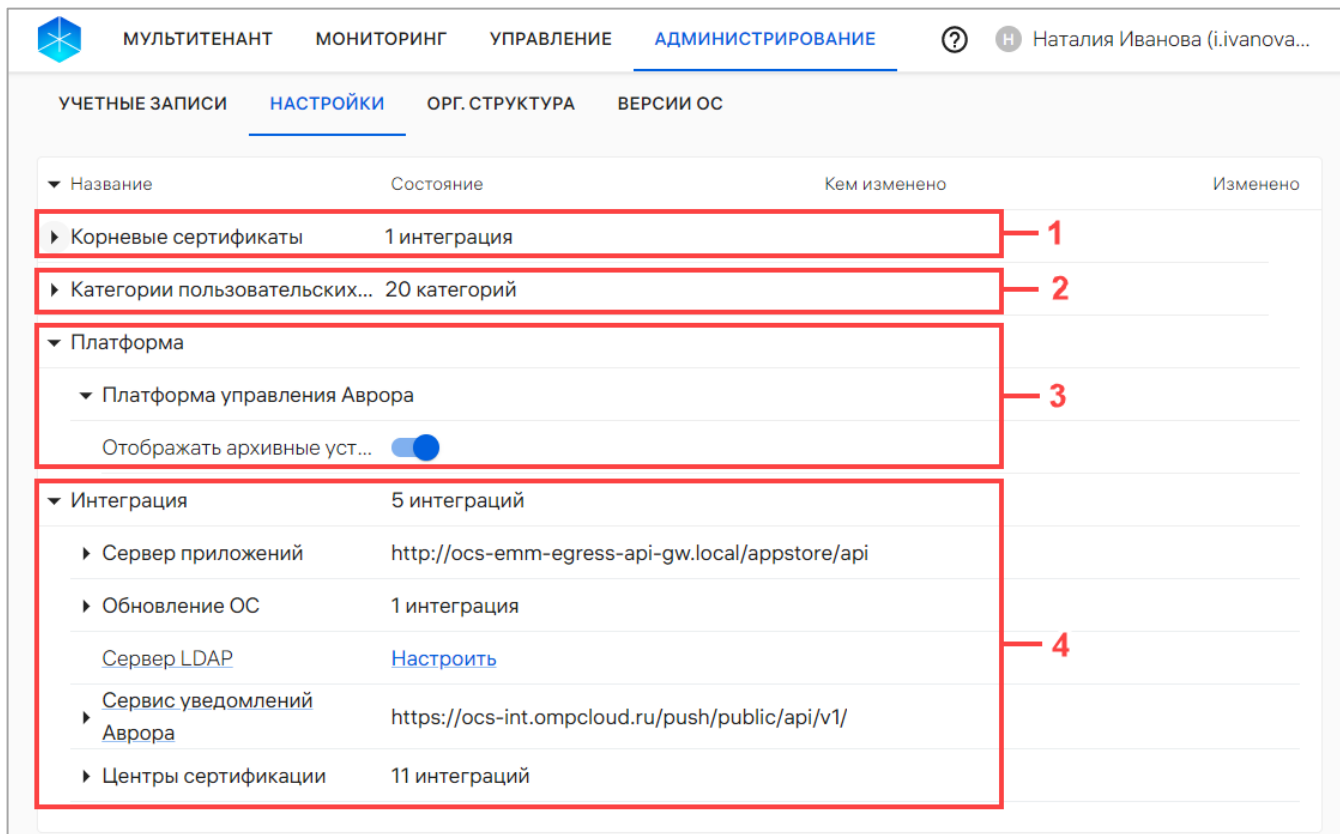 МУЛЬТИТЕНАНТ МОНИТОРИНГ УПРАВЛЕНИЕ АДМИНИСТРИРОВАНИЕ ? Н Наталия Иванова (i.ivanova...
УЧЕТНЫЕ ЗАПИСИ НАСТРОЙКИ ОРГ. СТРУКТУРА ВЕРСИИ ОС
Название Состояние Кем изменено Изменено
Корневые сертификаты 1 интеграция 1
Категории пользовательских... 20 категорий 2
Платформа
Платформа управления Аврора 3
Отображать архивные уст...
Интеграция 5 интеграций
Сервер приложений http://ocs-emm-egress-api-gw.local/appstore/api
Обновление ОС 1 интеграция
Сервер LDAP Настроить 4
Сервис уведомлений
Аврора https://ocs-int.ompcloud.ru/push/public/api/v1/
Центры сертификации 11 интеграций